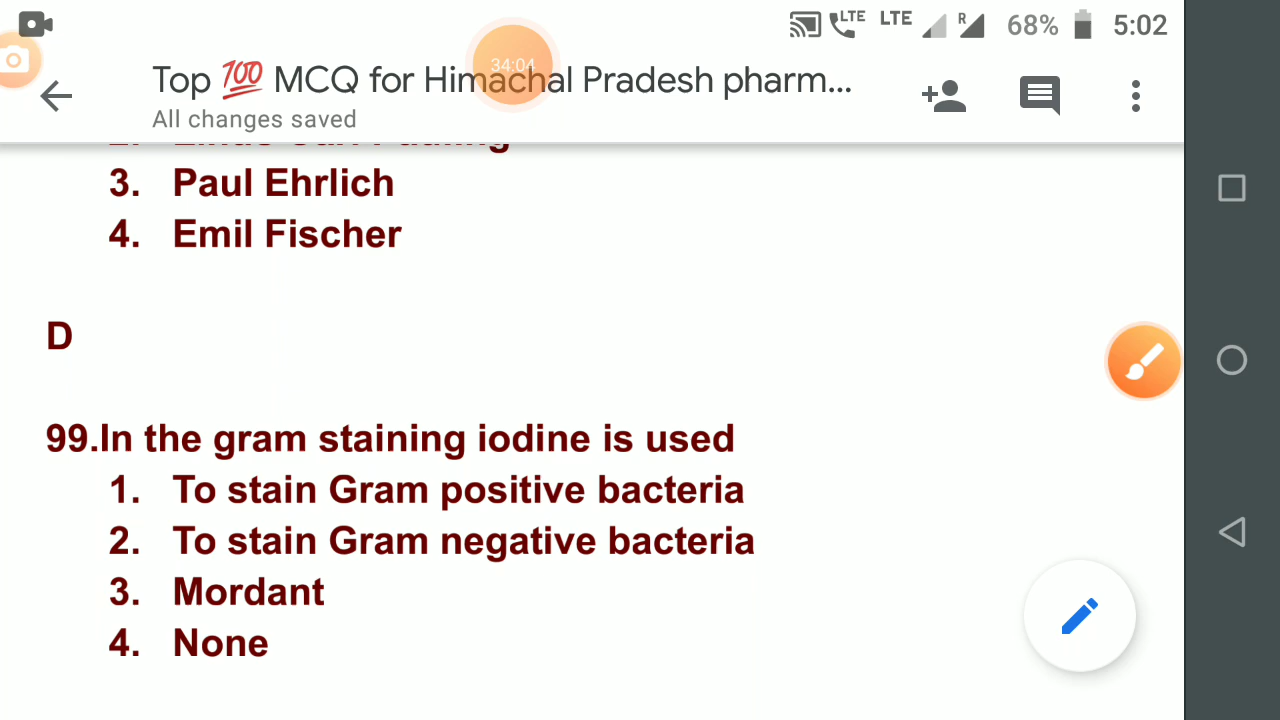 LTE LTE R 68% 5:02
34:04
Top 💯 MCQ for Himachal Pradesh pharm...
All changes saved
3. Paul Ehrlich
4. Emil Fischer
D
99.In the gram staining iodine is used
1. To stain Gram positive bacteria
2. To stain Gram negative bacteria
3. Mordant
4. None